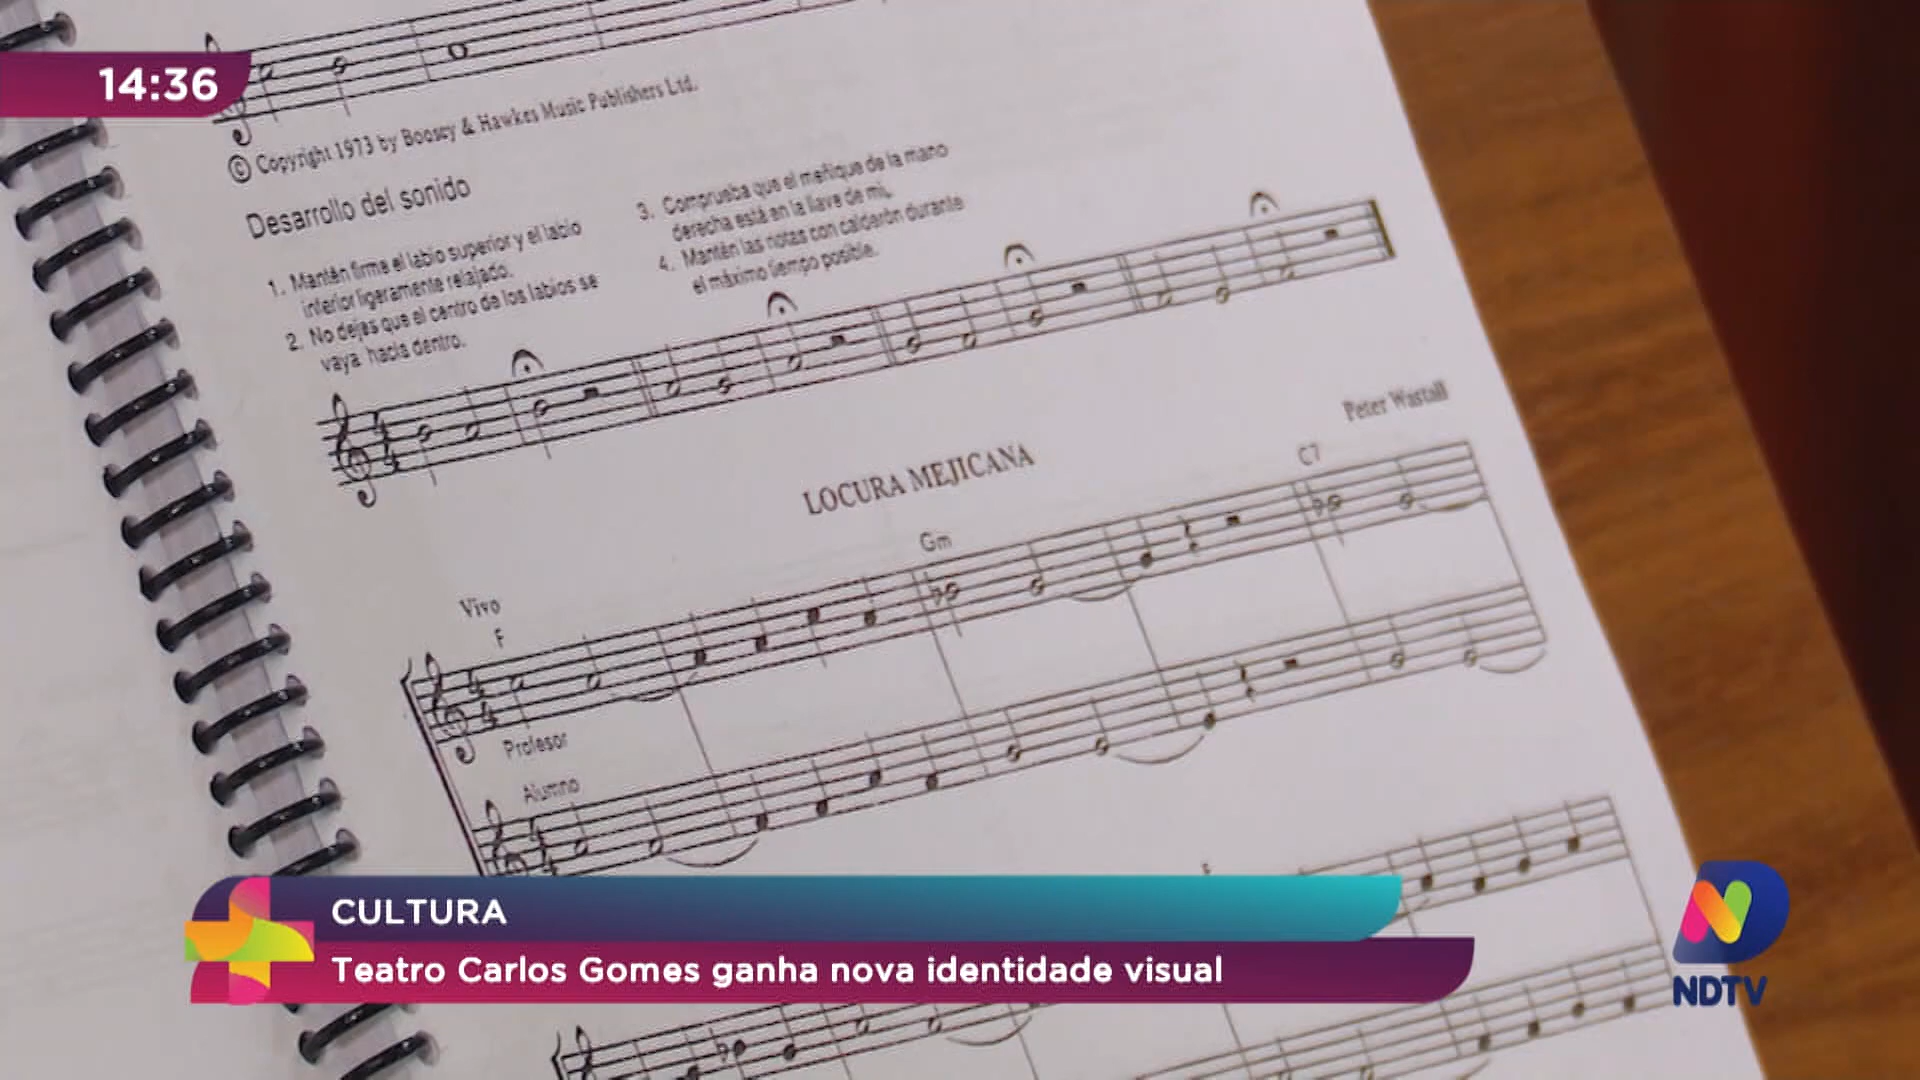 14:36
© Copyright 1973 by Boosey & Hawkes Music Publishers Ltd.
Desarrollo del sonido
1. Mantén firme el labio superior y el labio
inferior ligeramente relajado.
2. No dejes que el centro de los labios se
vaya hacia dentro.
3. Comprueba que el meñique de la mano
derecha está en la llave de mi.
4. Mantén las notas con calderón durante
el máximo tiempo posible.
LOCURA MEJICANA
Peter Wastall
Vivo
F
Gm
C7
Profesor
Alumno
F
CULTURA
Teatro Carlos Gomes ganha nova identidade visual
NDTV